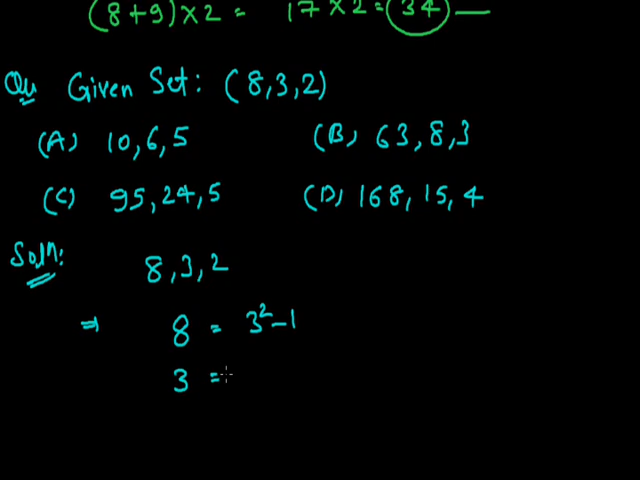 (8+9)×2 = 17×2 = 34
Qu Given Set: (8,3,2)
(A) 10,6,5 (B) 63,8,3
(C) 95,24,5 (D) 168,15,4
Soln: 8,3,2
⇒ 8 = 3²-1
3 =